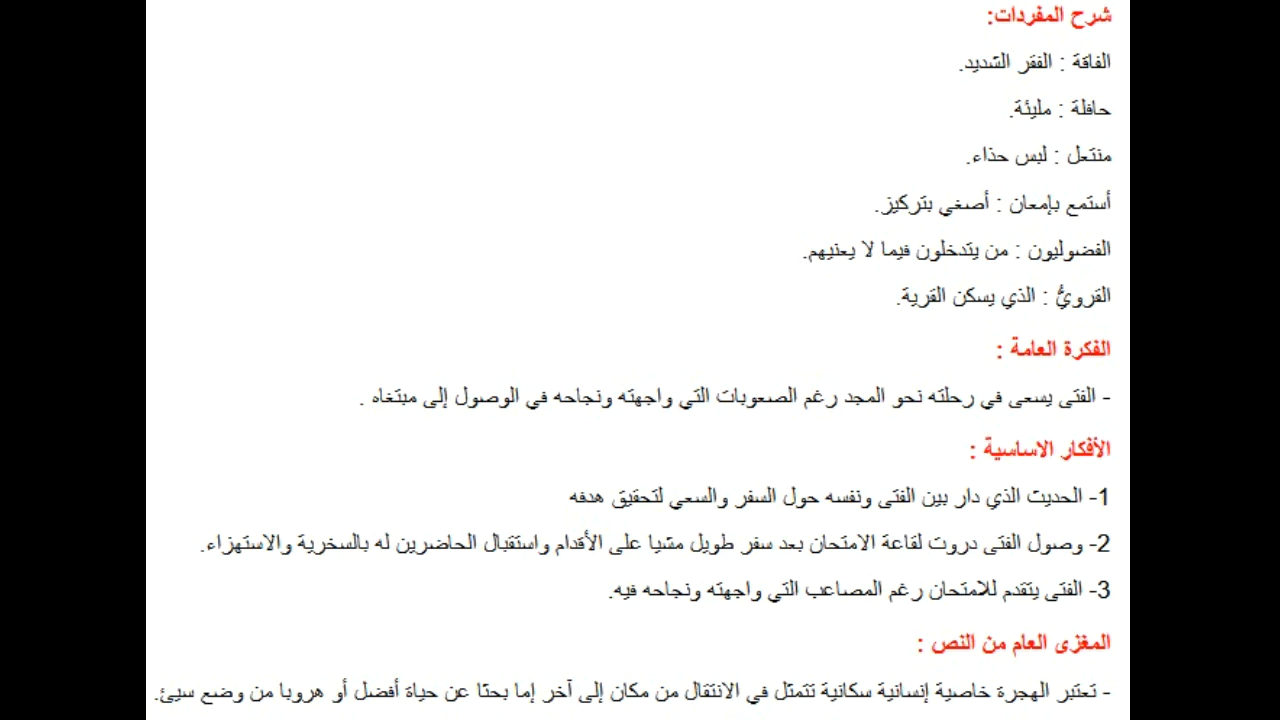 شرح المفردات:
الفاقة : الفقر الشديد.
حافلة : مليئة.
منتعل : لبس حذاء.
أستمع بإمعان : أصغي بتركيز.
الفضوليون : من يتدخلون فيما لا يعنيهم.
القرويُّ : الذي يسكن القرية.
الفكرة العامة :
- الفتى يسعى في رحلته نحو المجد رغم الصعوبات التي واجهته ونجاحه في الوصول إلى مبتغاه .
الأفكار الاساسية :
1- الحديث الذي دار بين الفتى ونفسه حول السفر والسعي لتحقيق هدفه
2- وصول الفتى دروت لقاعة الامتحان بعد سفر طويل مشيا على الأقدام واستقبال الحاضرين له بالسخرية والاستهزاء.
3- الفتى يتقدم للامتحان رغم المصاعب التي واجهته ونجاحه فيه.
المغزى العام من النص :
- تعتبر الهجرة خاصية إنسانية سكانية تتمثل في الانتقال من مكان إلى آخر إما بحثا عن حياة أفضل أو هروبا من وضع سيئ.